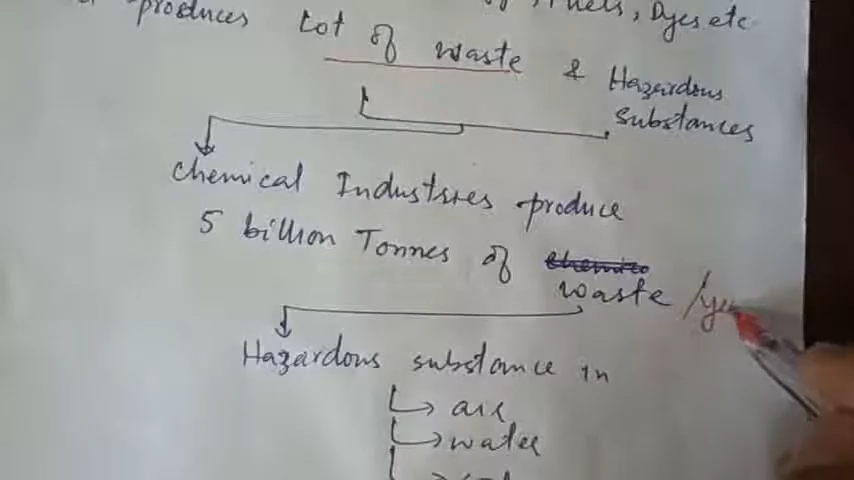 produces Lot of waste & Hazardous
substances
Chemical Industries produce
5 billion Tonnes of
waste
Hazardous substance in
air
water